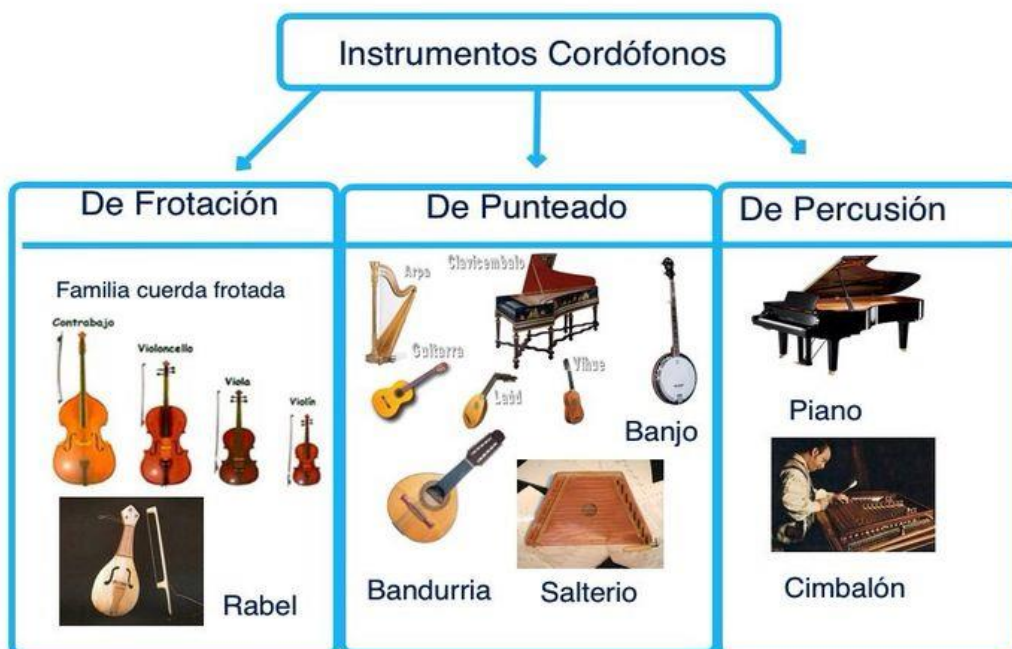 Instrumentos Cordófonos
De Frotación
Familia cuerda frotada
Contrabajo
Violoncello
Viola
Violín
Rabel
De Punteado
Arpa
Clavicembalo
Guitarra
Laúd
Vihue
Banjo
Bandurria
Salterio
De Percusión
Piano
Cimbalón